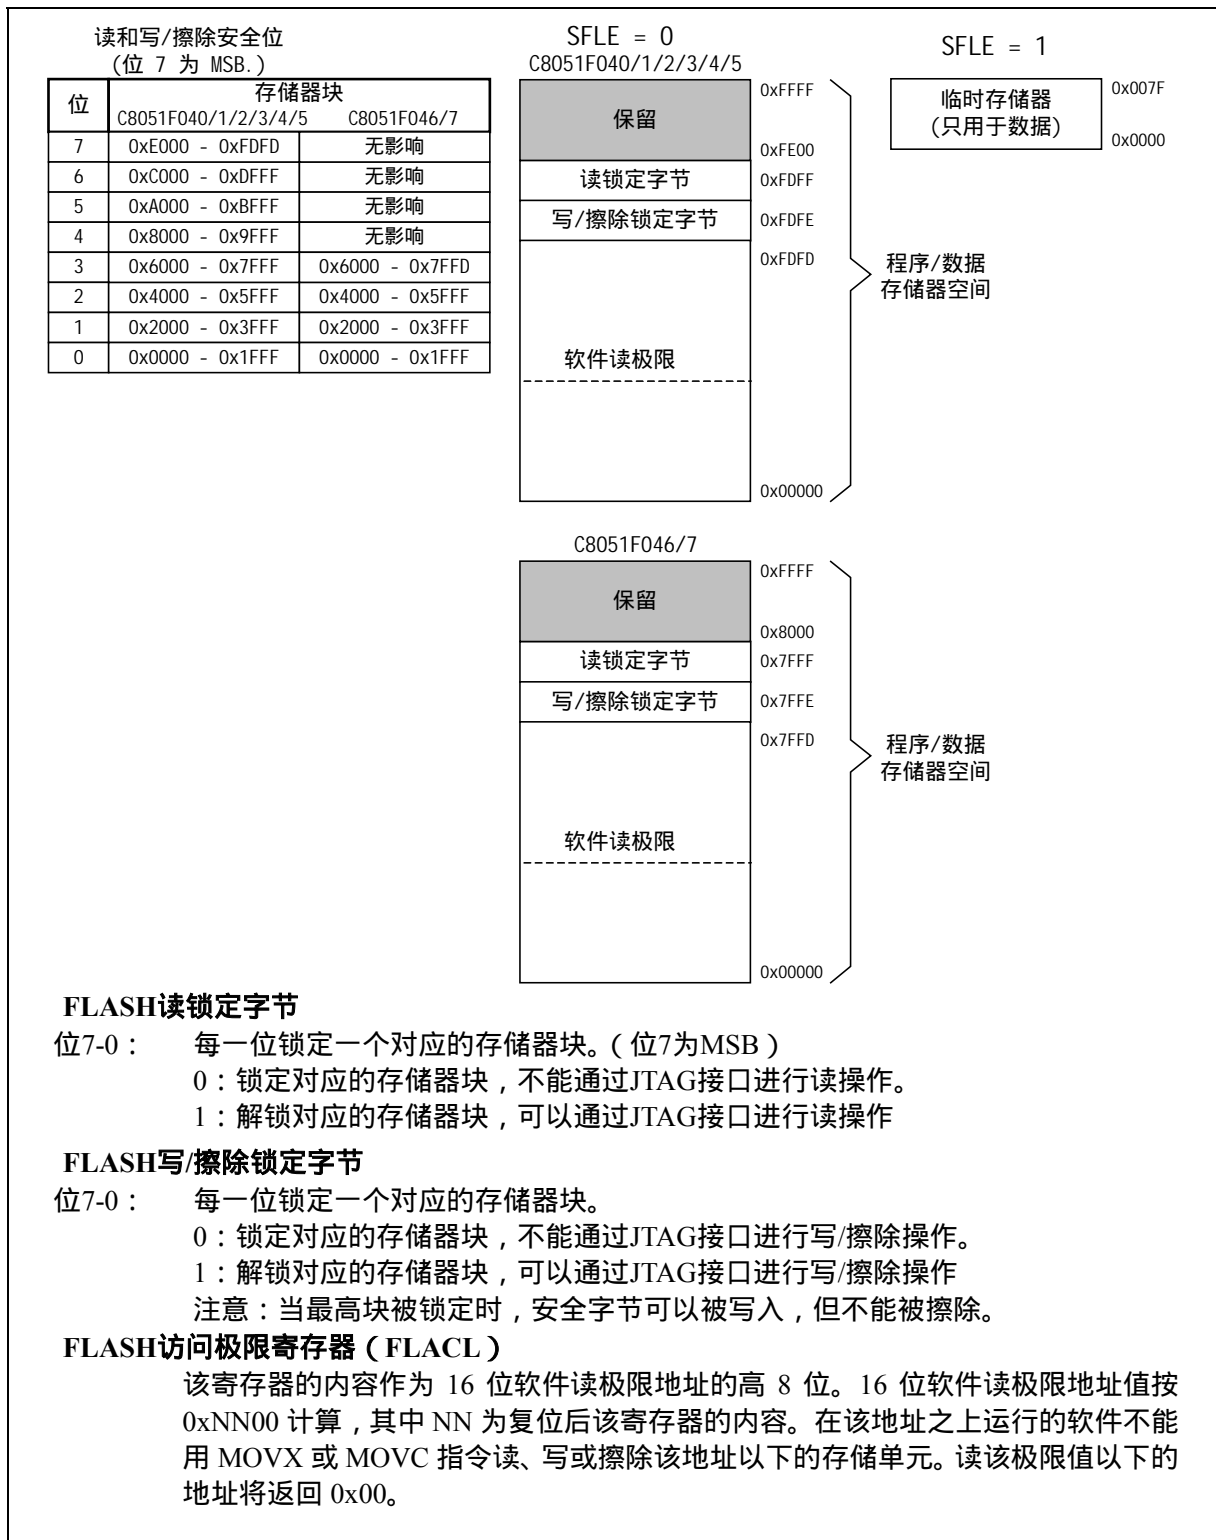 读和写/擦除安全位
(位 7 为 MSB.)
位 存储器块
C8051F040/1/2/3/4/5 C8051F046/7
7 0xE000 - 0xFDFD 无影响
6 0xC000 - 0xDFFF 无影响
5 0xA000 - 0xBFFF 无影响
4 0x8000 - 0x9FFF 无影响
3 0x6000 - 0x7FFF 0x6000 - 0x7FFD
2 0x4000 - 0x5FFF 0x4000 - 0x5FFF
1 0x2000 - 0x3FFF 0x2000 - 0x3FFF
0 0x0000 - 0x1FFF 0x0000 - 0x1FFF
SFLE = 0
C8051F040/1/2/3/4/5
保留
0xFFFF
0xFE00
读锁定字节 0xFDFF
写/擦除锁定字节 0xFDFE
0xFDFD
软件读极限
0x00000
程序/数据
存储器空间
SFLE = 1
临时存储器
(只用于数据)
0x007F
0x0000
C8051F046/7
保留
0xFFFF
0x8000
读锁定字节 0x7FFF
写/擦除锁定字节 0x7FFE
0x7FFD
软件读极限
0x00000
程序/数据
存储器空间
FLASH读锁定字节
位7-0： 每一位锁定一个对应的存储器块。（位7为MSB）
0：锁定对应的存储器块，不能通过JTAG接口进行读操作。
1：解锁对应的存储器块，可以通过JTAG接口进行读操作
FLASH写/擦除锁定字节
位7-0： 每一位锁定一个对应的存储器块。
0：锁定对应的存储器块，不能通过JTAG接口进行写/擦除操作。
1：解锁对应的存储器块，可以通过JTAG接口进行写/擦除操作
注意：当最高块被锁定时，安全字节可以被写入，但不能被擦除。
FLASH访问极限寄存器（FLACL）
该寄存器的内容作为 16 位软件读极限地址的高 8 位。16 位软件读极限地址值按
0xNN00 计算，其中 NN 为复位后该寄存器的内容。在该地址之上运行的软件不能
用 MOVX 或 MOVC 指令读、写或擦除该地址以下的存储单元。读该极限值以下的
地址将返回 0x00。